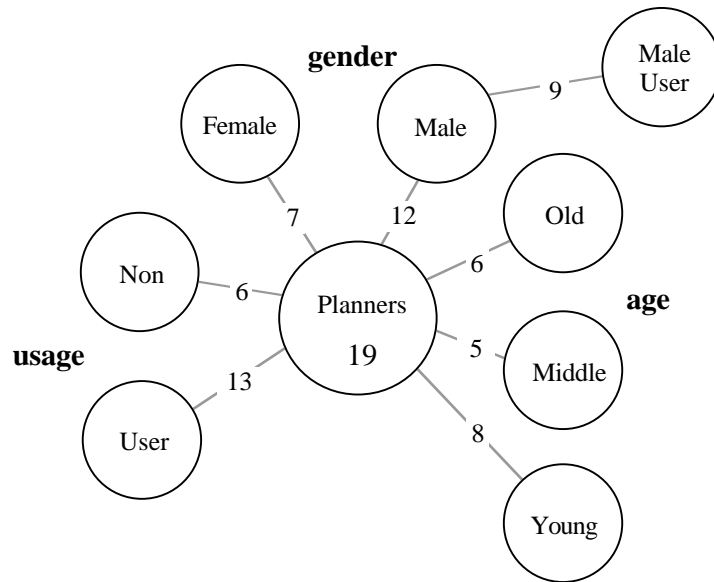 gender
Male
User
9
Female
Male
7
12
Old
6
Non
6
Planners
19
age
usage
5
Middle
13
User
8
Young